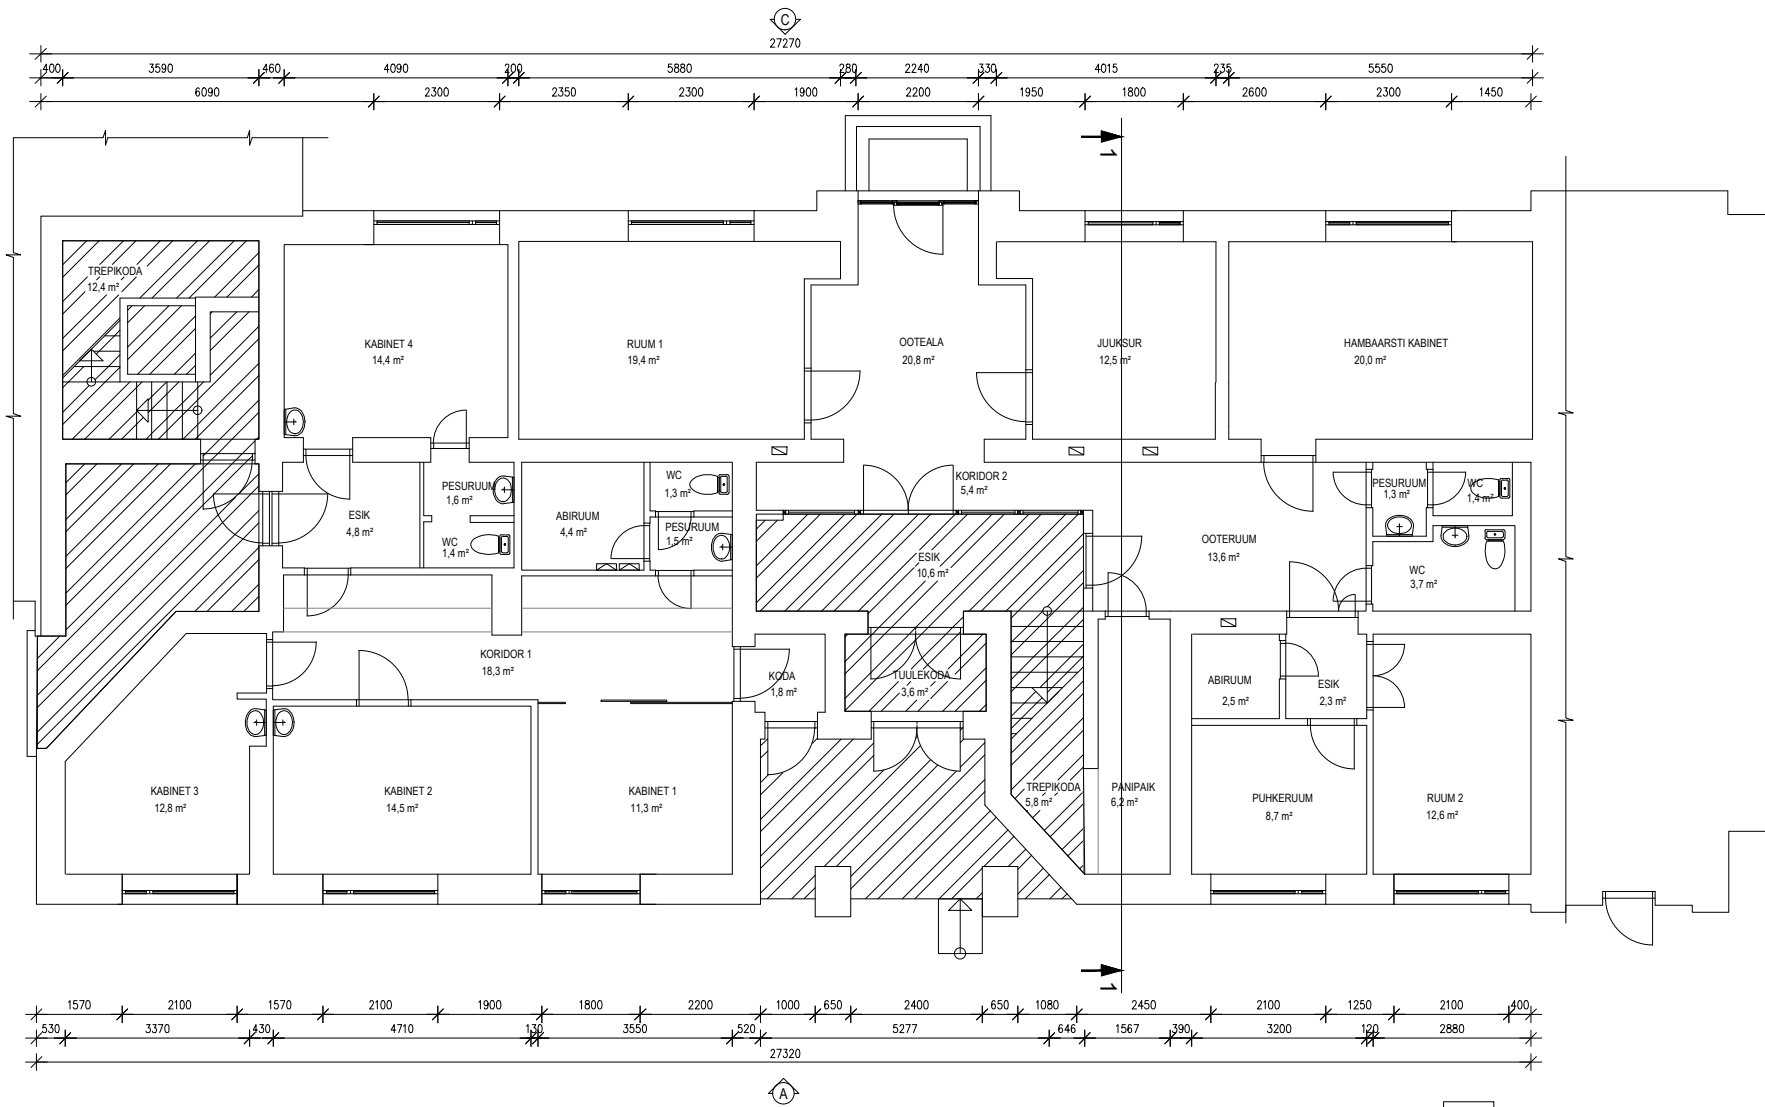 C
27270
400 3590 460 4090 200 5880 280 2240 330 4015 235 5550
6090 2300 2350 2300 1900 2200 1950 1800 2600 2300 1450
1
TREPIKODA
12,4 m²
KABINET 4
14,4 m²
RUUM 1
19,4 m²
OOTEALA
20,8 m²
JUUKSUR
12,5 m²
HAMBAARSTI KABINET
20,0 m²
ESIK
4,8 m²
PESURUUM
1,6 m²
WC
1,4 m²
ABIRUUM
4,4 m²
WC
1,3 m²
PESURUUM
1,5 m²
KORIDOR 2
5,4 m²
ESIK
10,6 m²
OOTERUUM
13,6 m²
PESURUUM
1,3 m²
WC
1,4 m²
WC
3,7 m²
KORIDOR 1
18,3 m²
KODA
1,8 m²
TUULEKODA
3,6 m²
ABIRUUM
2,5 m²
ESIK
2,3 m²
KABINET 3
12,8 m²
KABINET 2
14,5 m²
KABINET 1
11,3 m²
TREPIKODA
5,8 m²
PANIPAIK
6,2 m²
PUHKERUUM
8,7 m²
RUUM 2
12,6 m²
1
1570 2100 1570 2100 1900 1800 2200 1000 650 2400 650 1080 2450 2100 1250 2100 400
530 3370 430 4710 130 3550 520 5277 646 1567 390 3200 120 2880
27320
A